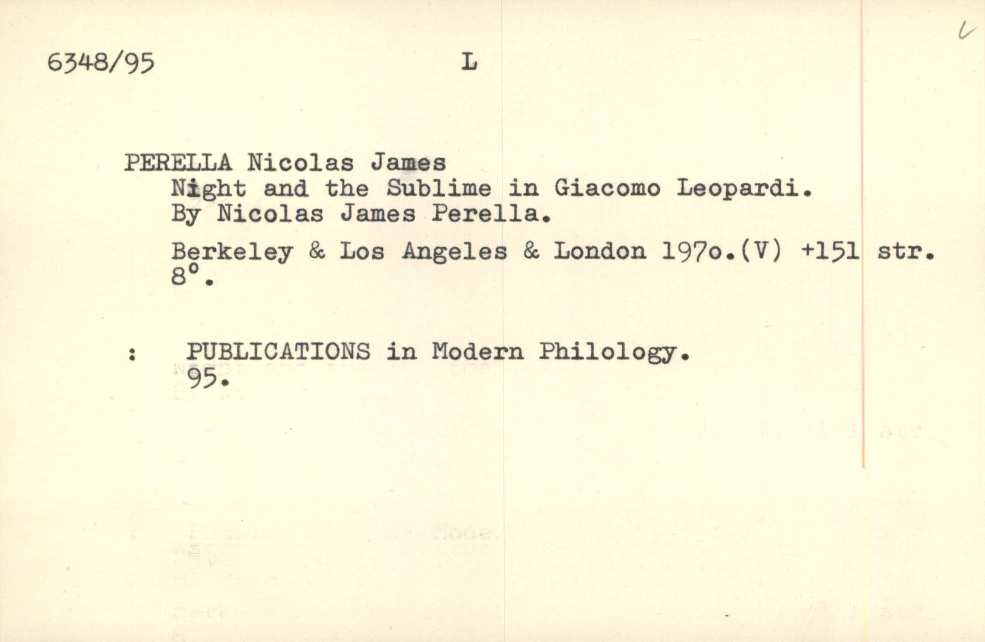 6348/95 L
PERELLA Nicolas James
Night and the Sublime in Giacomo Leopardi.
By Nicolas James Perella.
Berkeley & Los Angeles & London 197o.(V) +151 str.
8°.
: PUBLICATIONS in Modern Philology.
95.